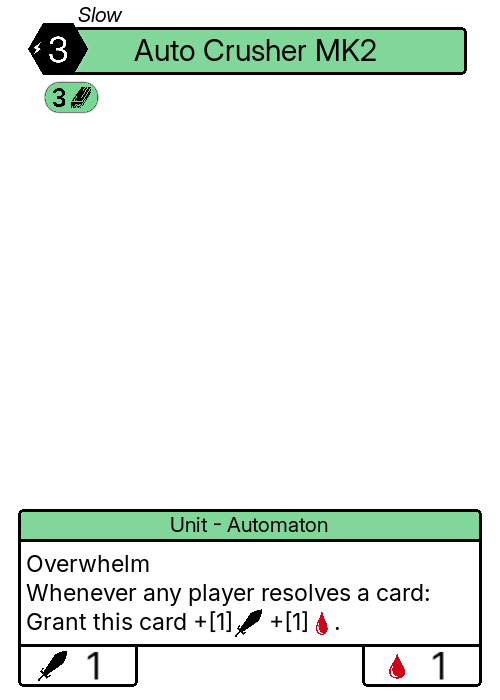 Slow
3 Auto Crusher MK2
3
Unit - Automaton
Overwhelm
Whenever any player resolves a card:
Grant this card +[1] +[1] .
1 1